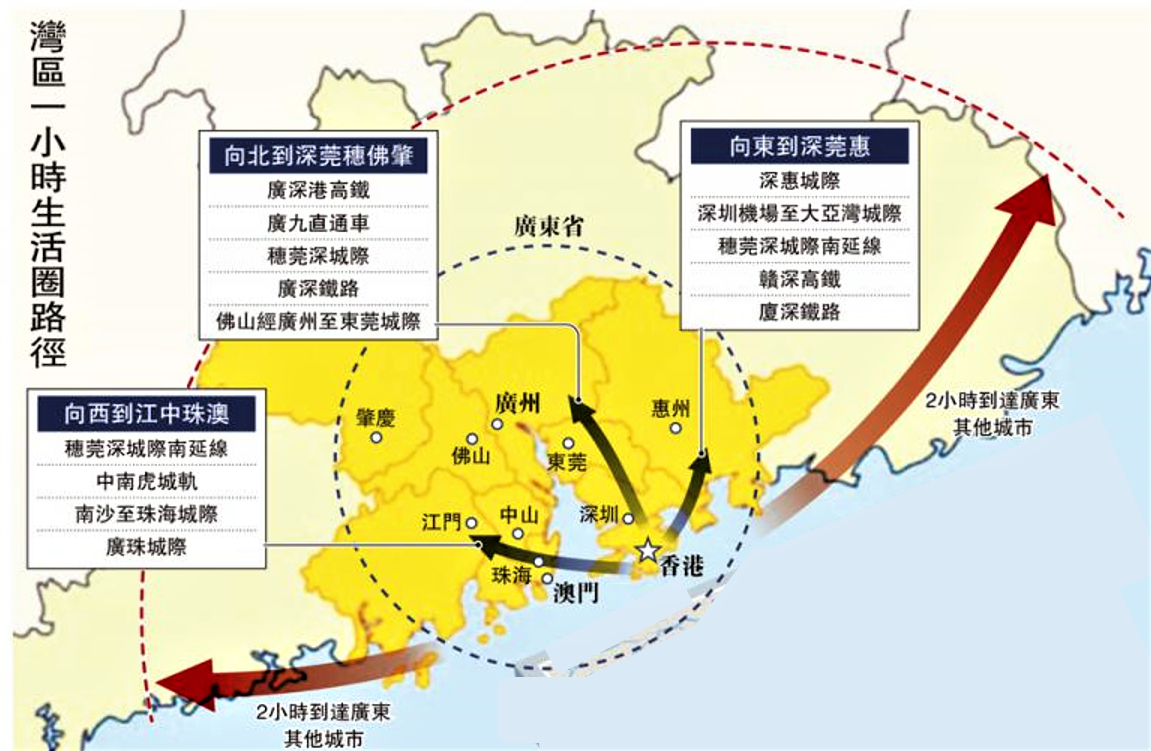 灣區一小時生活圈路徑
向北到深莞穗佛肇
廣深港高鐵
廣九直通車
穗莞深城際
廣深鐵路
佛山經廣州至東莞城際
向東到深莞惠
深惠城際
深圳機場至大亞灣城際
穗莞深城際南延線
贛深高鐵
廈深鐵路
廣東省
向西到江中珠澳
穗莞深城際南延線
中南虎城軌
南沙至珠海城際
廣珠城際
肇慶
廣州
惠州
佛山
東莞
江門
中山
深圳
珠海
澳門
香港
2小時到達廣東
其他城市
2小時到達廣東
其他城市